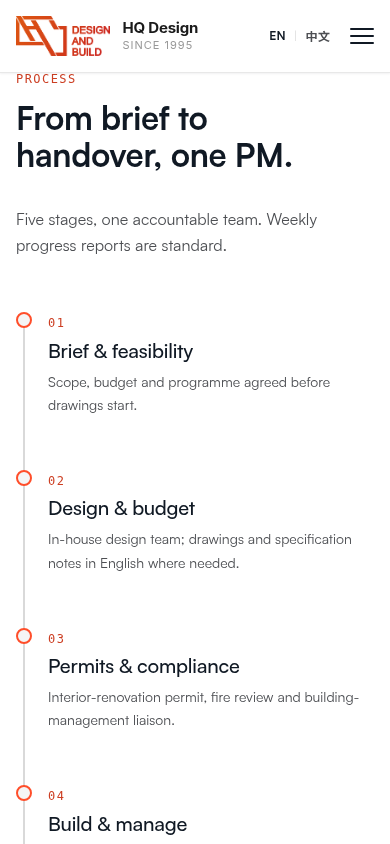 DESIGN
AND
BUILD
HQ Design
SINCE 1995
EN
中文
PROCESS
From brief to
handover, one PM.
Five stages, one accountable team. Weekly
progress reports are standard.
01
Brief & feasibility
Scope, budget and programme agreed before
drawings start.
02
Design & budget
In-house design team; drawings and specification
notes in English where needed.
03
Permits & compliance
Interior-renovation permit, fire review and building-
management liaison.
04
Build & manage